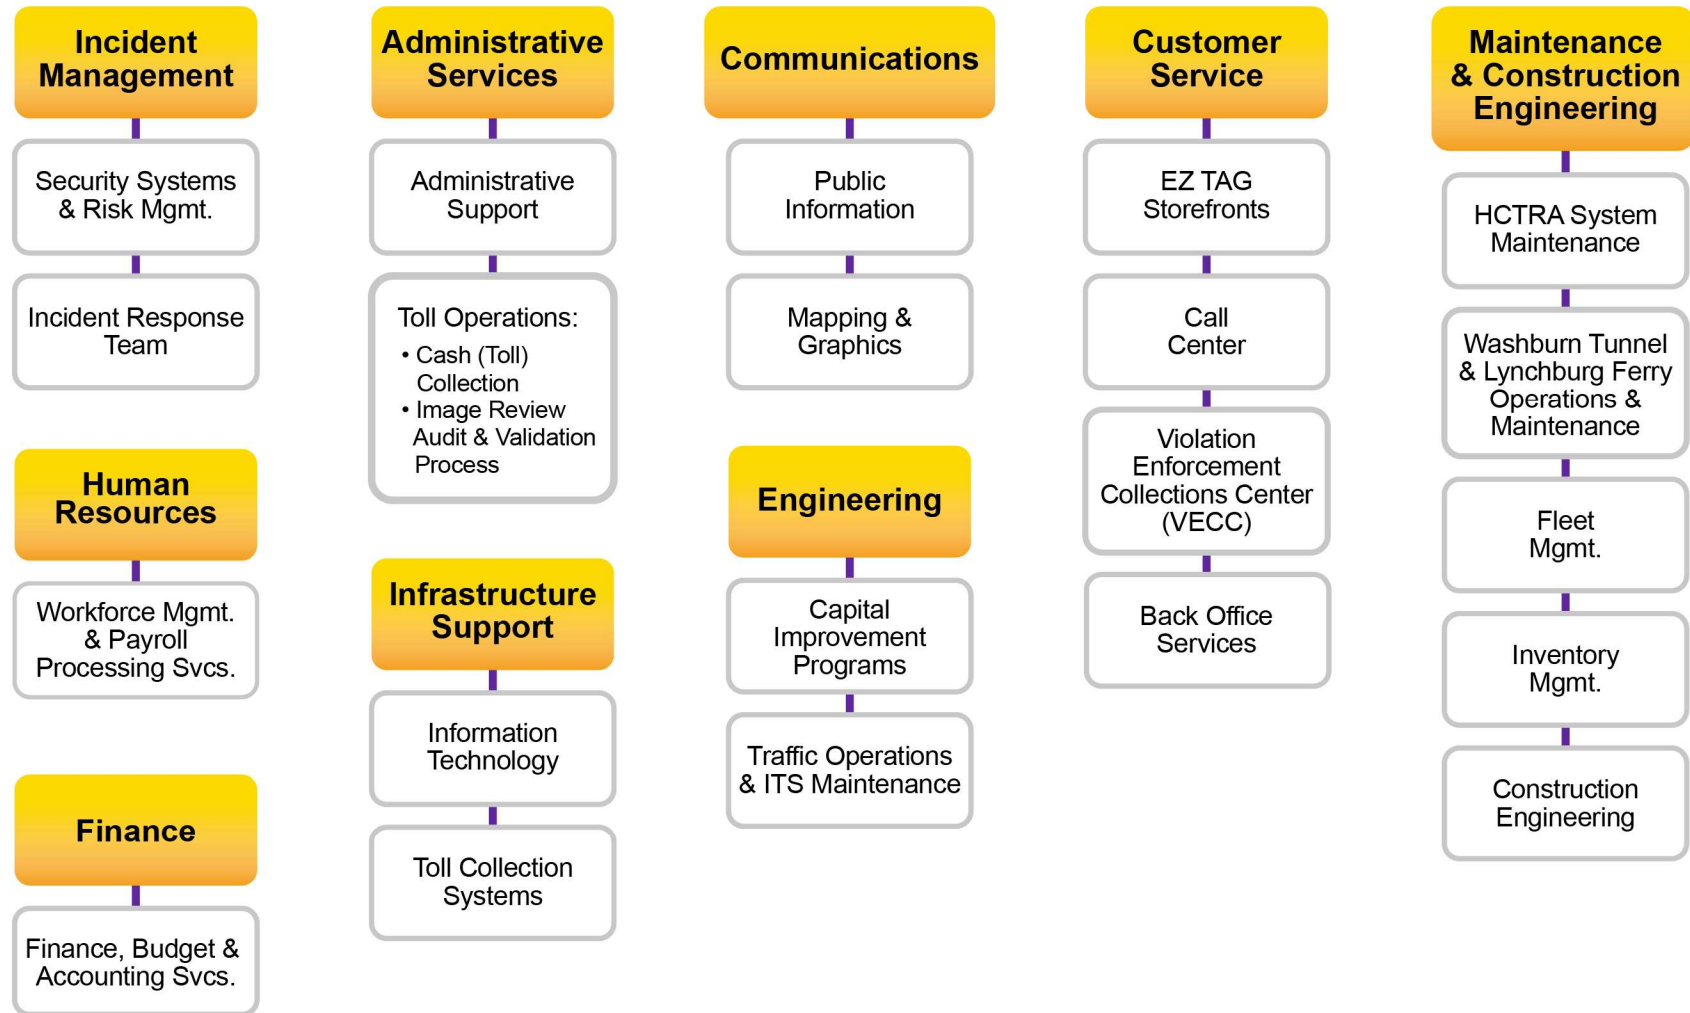 Incident
Management
Security Systems
& Risk Mgmt.
Incident Response
Team
Human
Resources
Workforce Mgmt.
& Payroll
Processing Svcs.
Finance
Finance, Budget &
Accounting Svcs.
Administrative
Services
Administrative
Support
Toll Operations:
• Cash (Toll)
Collection
• Image Review
Audit & Validation
Process
Infrastructure
Support
Information
Technology
Toll Collection
Systems
Communications
Public
Information
Mapping &
Graphics
Engineering
Capital
Improvement
Programs
Traffic Operations
& ITS Maintenance
Customer
Service
EZ TAG
Storefronts
Call
Center
Violation
Enforcement
Collections Center
(VECC)
Back Office
Services
Maintenance
& Construction
Engineering
HCTRA System
Maintenance
Washburn Tunnel
& Lynchburg Ferry
Operations &
Maintenance
Fleet
Mgmt.
Inventory
Mgmt.
Construction
Engineering